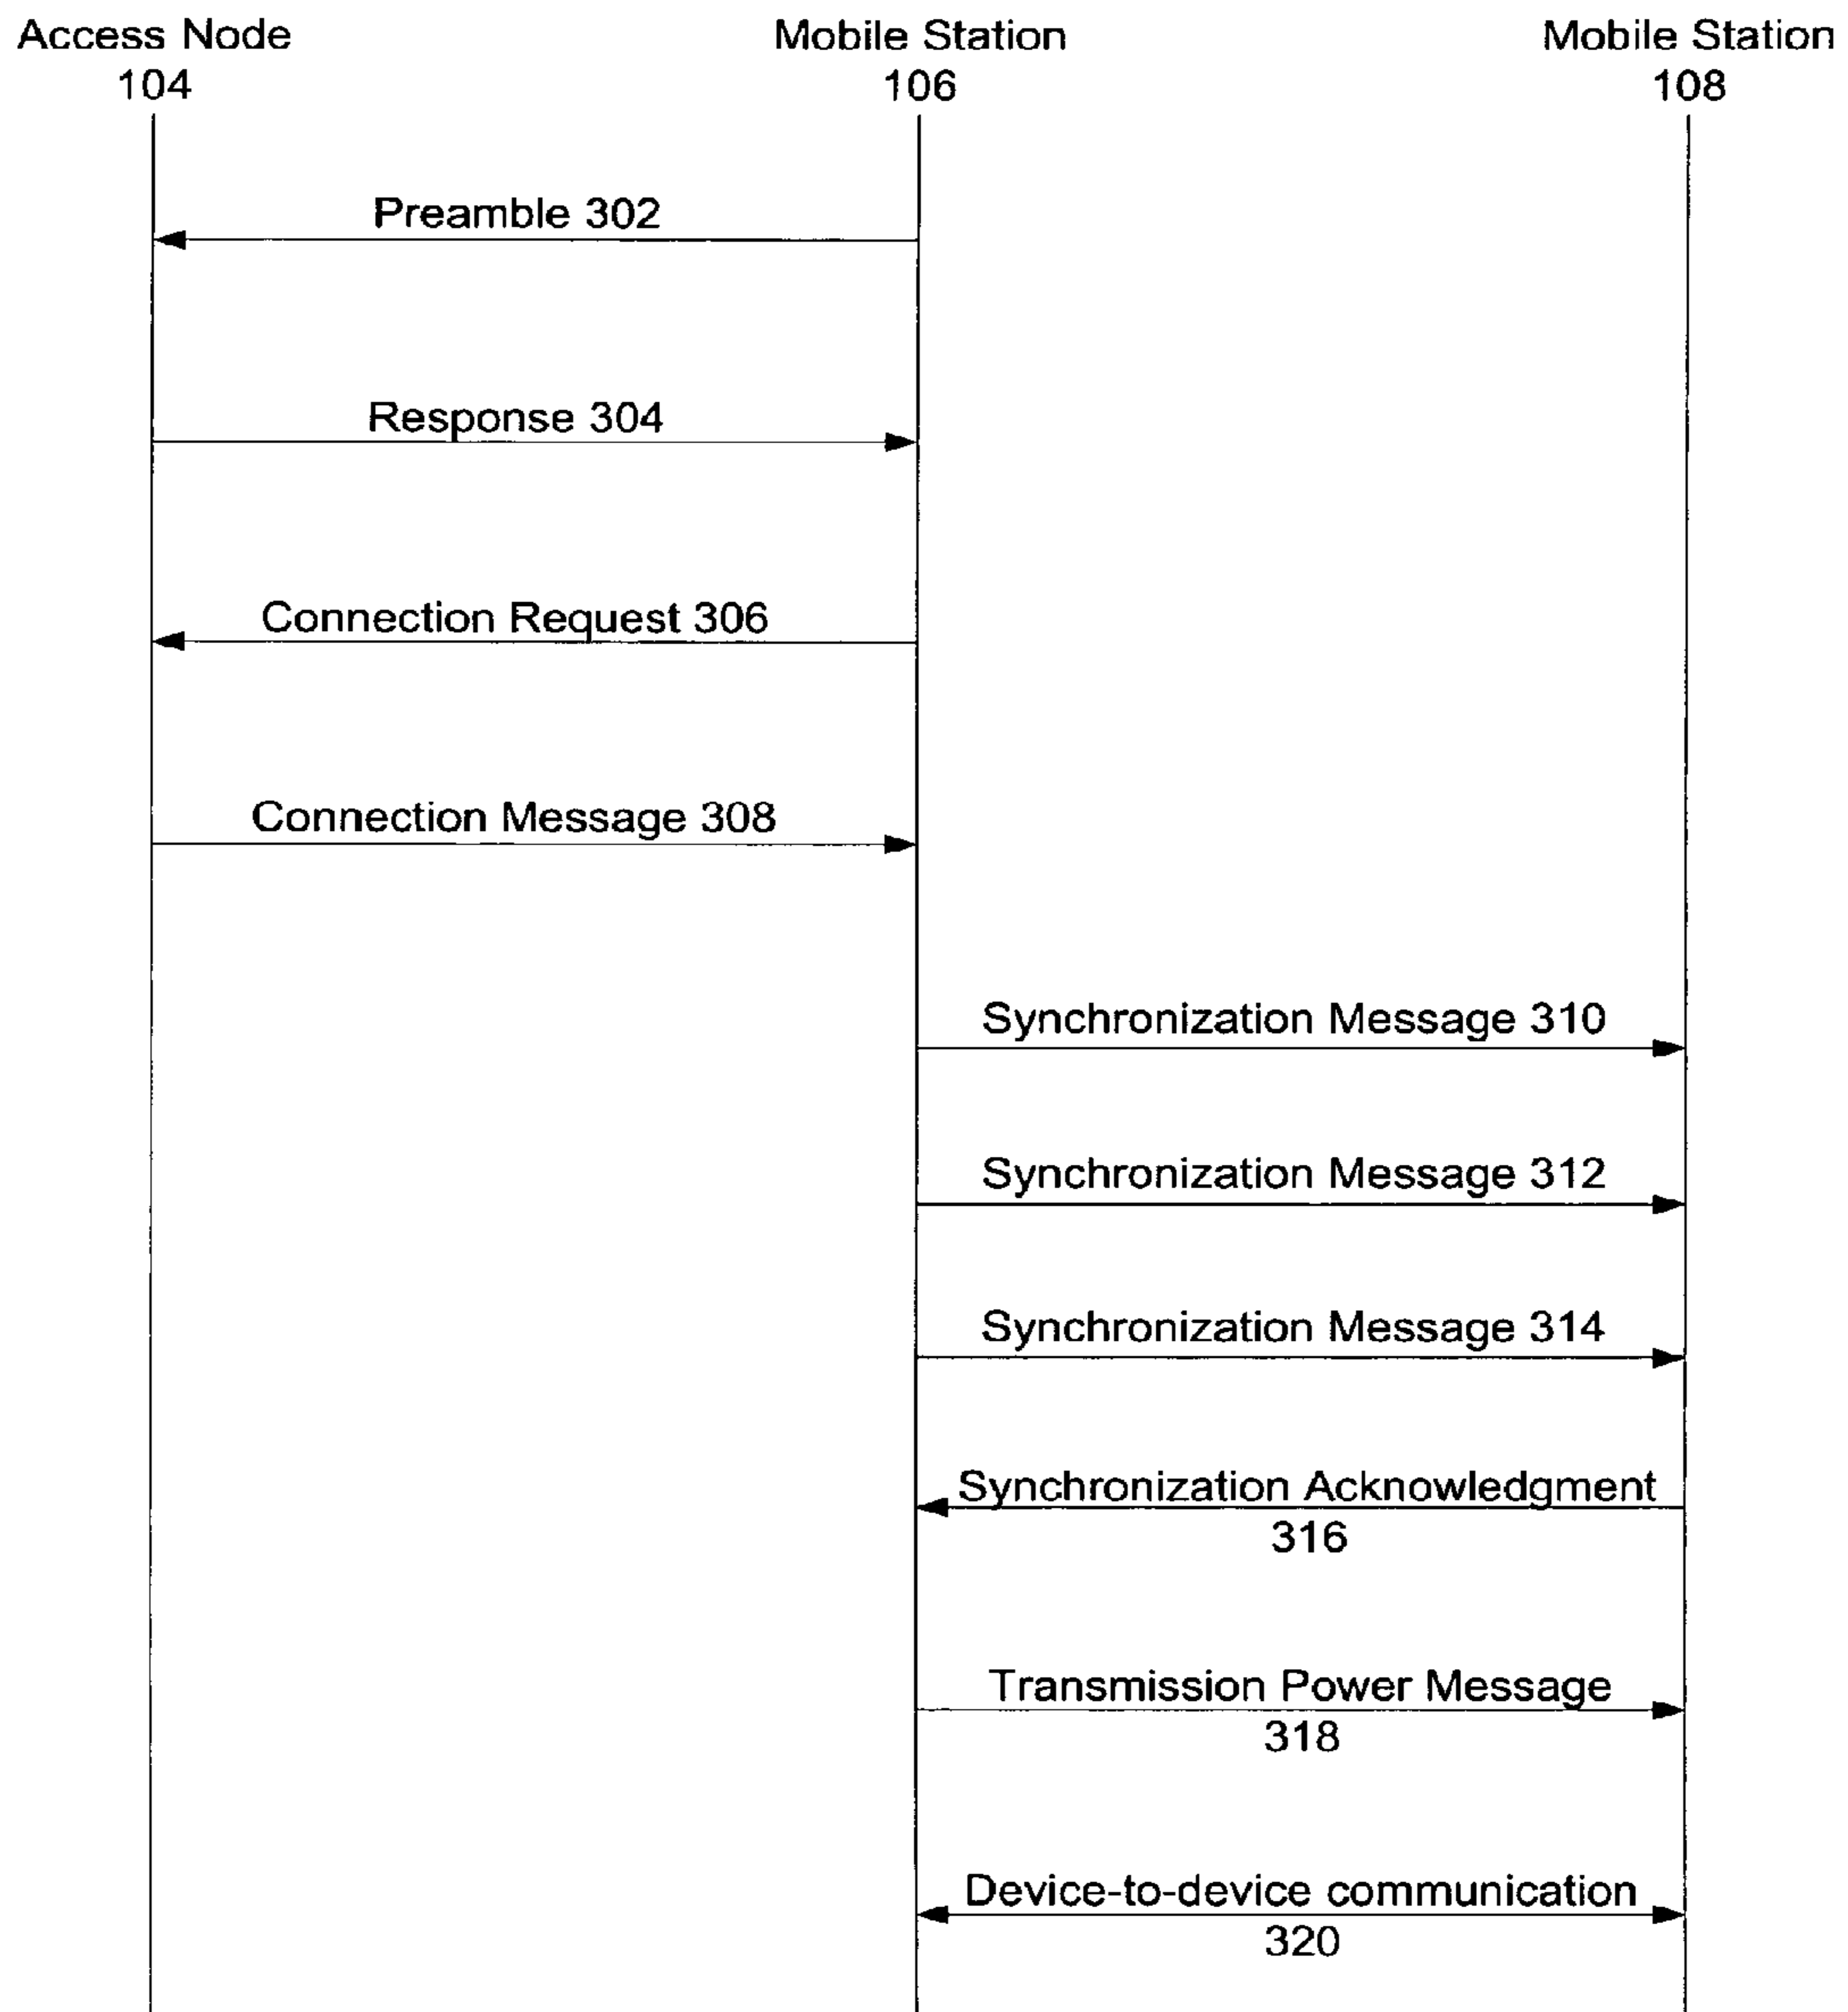 Access Node
104
Mobile Station
106
Mobile Station
108
Preamble 302
Response 304
Connection Request 306
Connection Message 308
Synchronization Message 310
Synchronization Message 312
Synchronization Message 314
Synchronization Acknowledgment
316
Transmission Power Message
318
Device-to-device communication
320